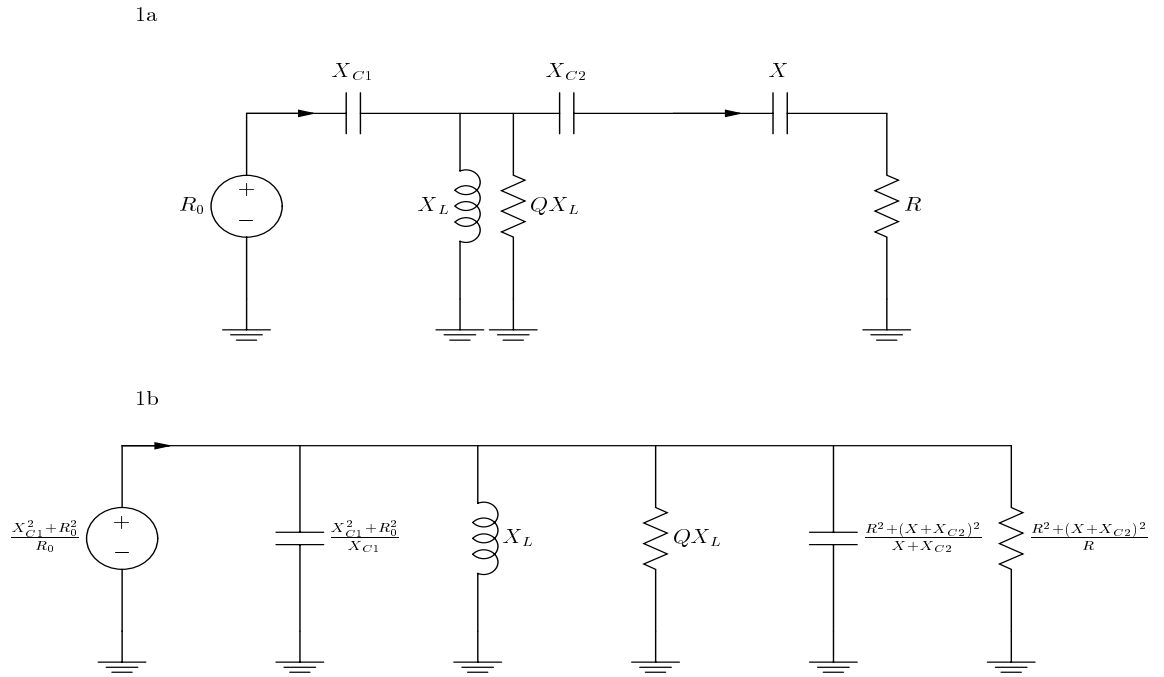 1a
X_{C1} X_{C2} X
R_0 X_L QX_L R
1b
\frac{X_{C1}^2+R_0^2}{R_0} \frac{X_{C1}^2+R_0^2}{X_{C1}} X_L QX_L \frac{R^2+(X+X_{C2})^2}{X+X_{C2}} \frac{R^2+(X+X_{C2})^2}{R}